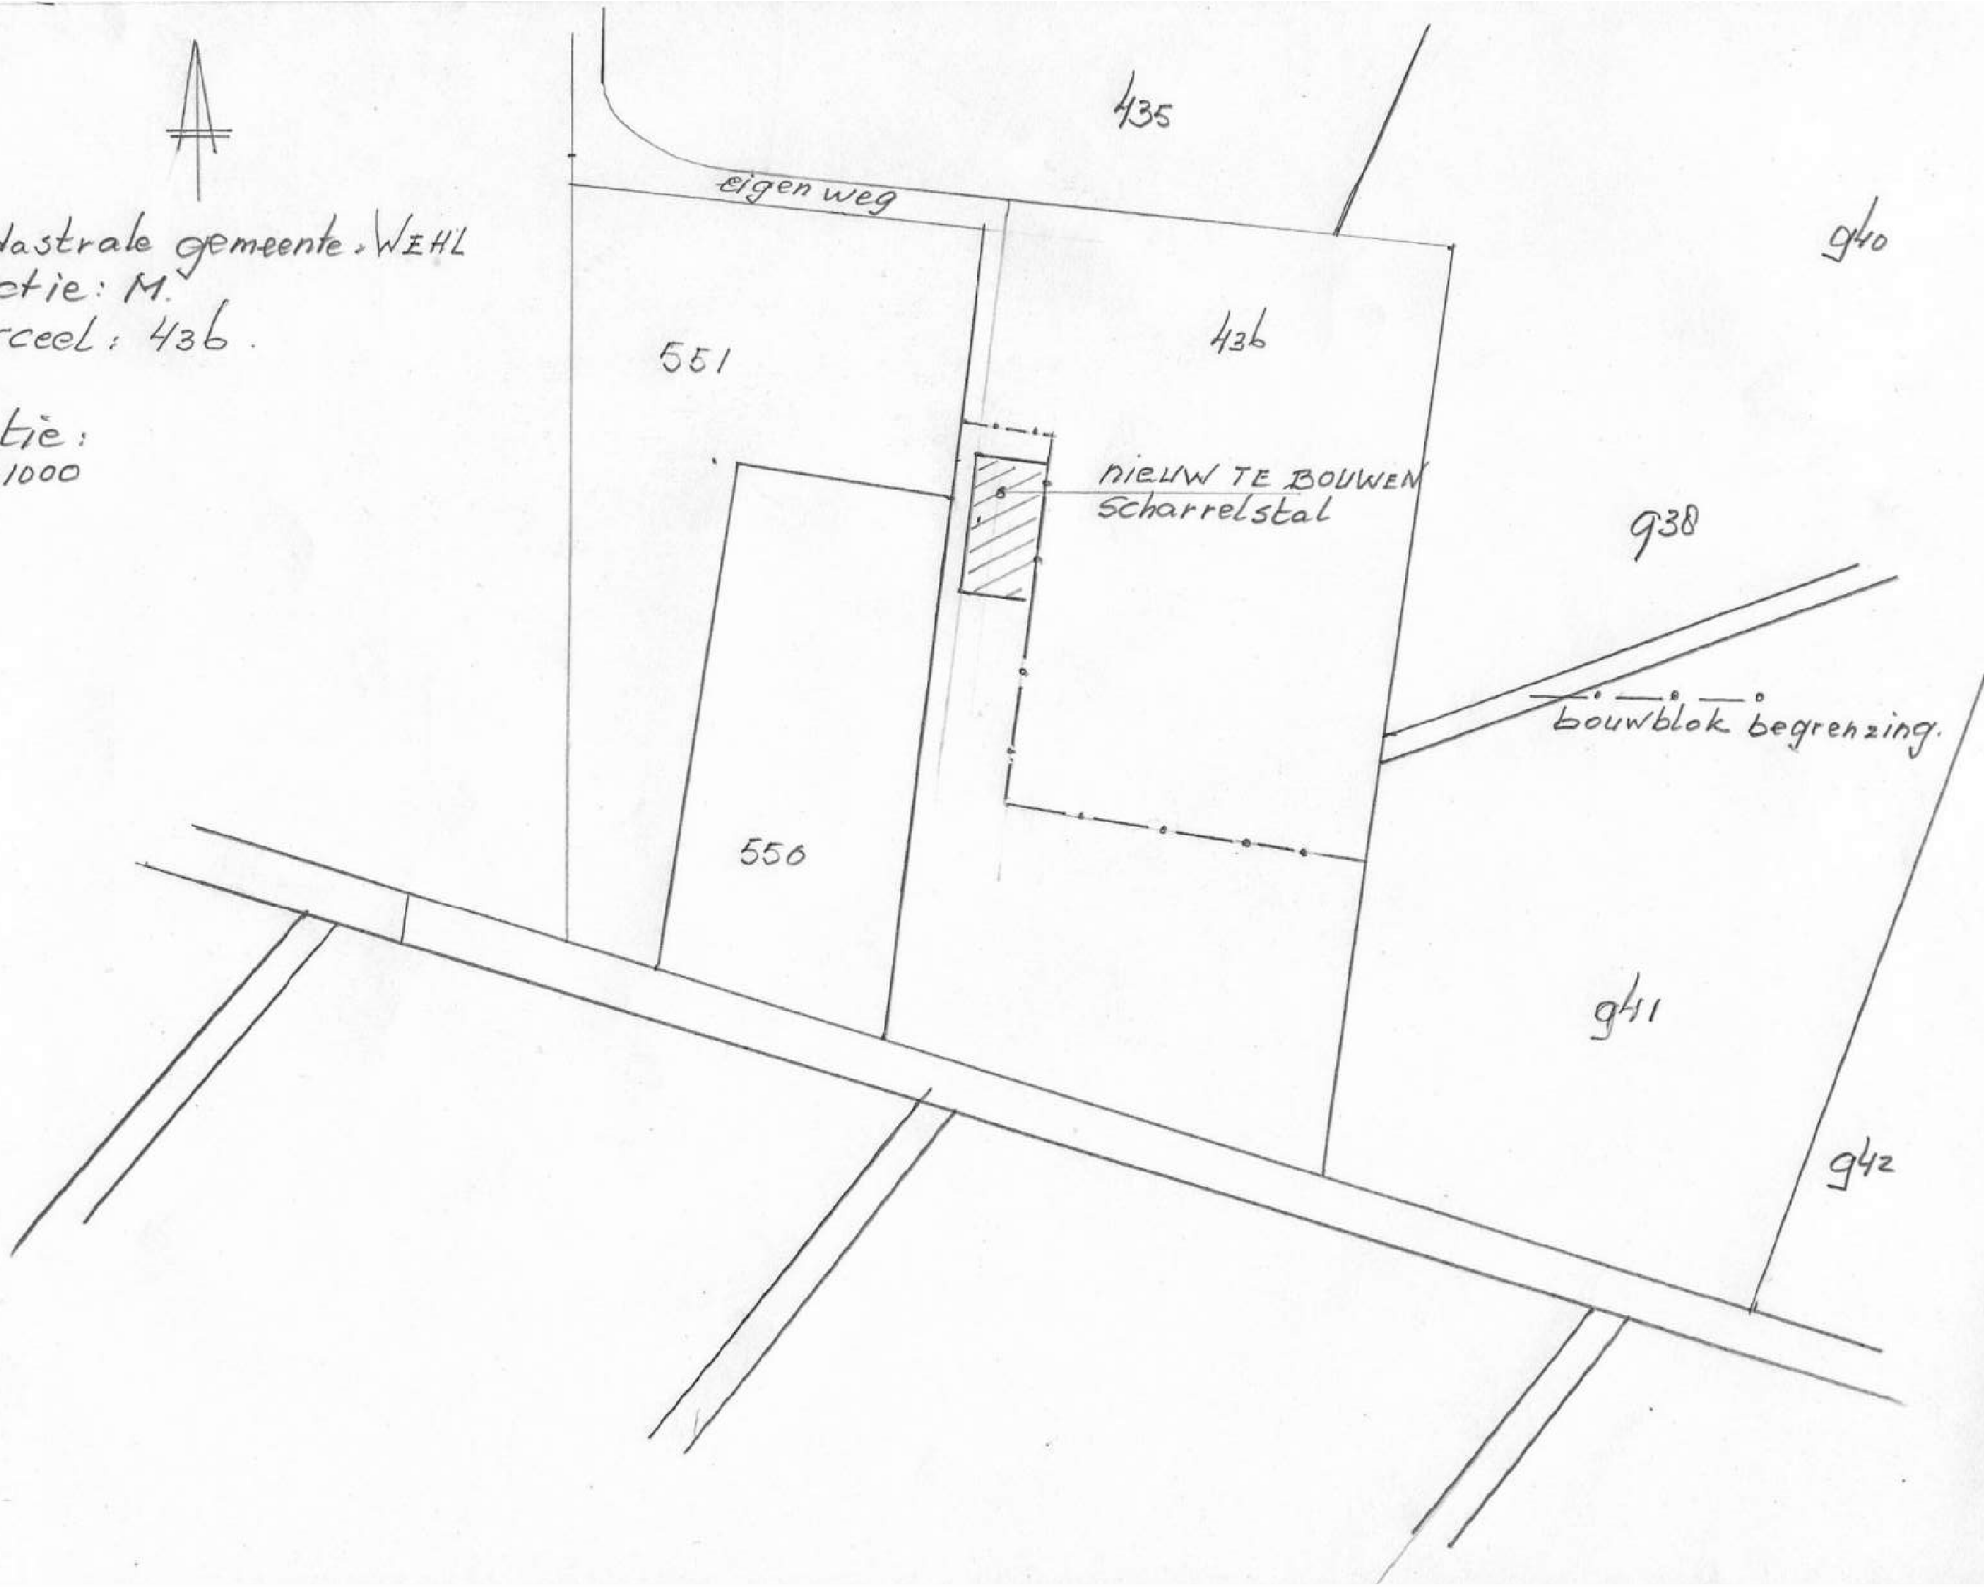 435
eigen weg
940
dastrale gemeente. WEHL
ctie: M.
rceel: 436.
436
551
tie:
1000
NIEUW TE BOUWEN
Scharrelstal
938
bouwblok begrenzing.
550
941
942